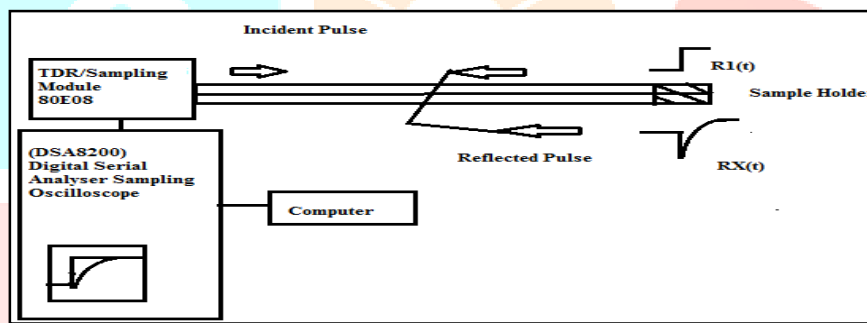 Incident Pulse
TDR/Sampling
Module
80E08
R1(t)
Sample Holde
(DSA8200)
Digital Serial
Analyser Sampling
Oscilloscope
Reflected Pulse
RX(t)
Computer